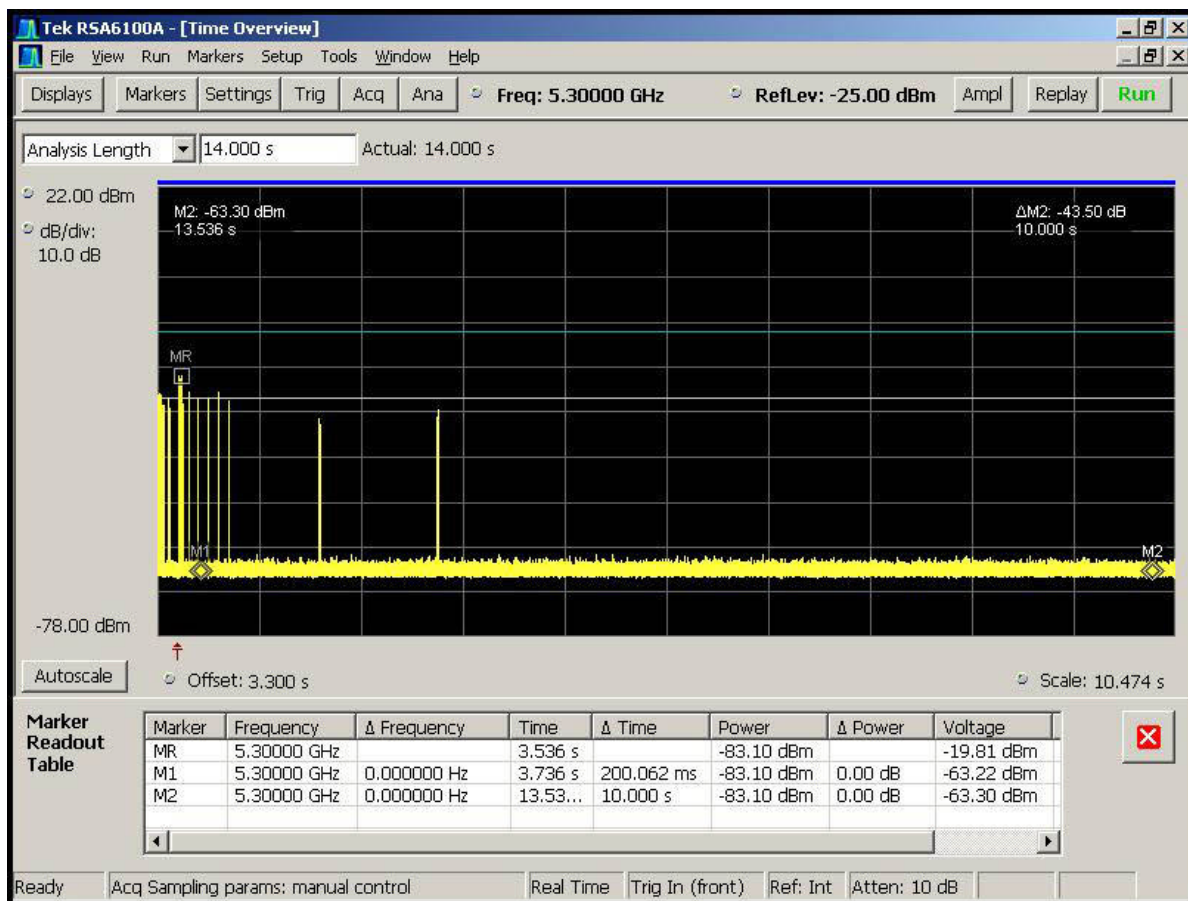 Tek RSA6100A - [Time Overview]
File View Run Markers Setup Tools Window Help
Displays Markers Settings Trig Acq Ana Freq: 5.30000 GHz RefLev: -25.00 dBm Ampl Replay Run
Analysis Length 14.000 s Actual: 14.000 s
22.00 dBm
dB/div:
10.0 dB
M2: -63.30 dBm
13.536 s
ΔM2: -43.50 dB
10.000 s
MR
M1
M2
-78.00 dBm
Autoscale Offset: 3.300 s Scale: 10.474 s
Marker
Readout
Table
Marker Frequency Δ Frequency Time Δ Time Power Δ Power Voltage
MR 5.30000 GHz 3.536 s -83.10 dBm -19.81 dBm
M1 5.30000 GHz 0.000000 Hz 3.736 s 200.062 ms -83.10 dBm 0.00 dB -63.22 dBm
M2 5.30000 GHz 0.000000 Hz 13.53... 10.000 s -83.10 dBm 0.00 dB -63.30 dBm
Ready Acq Sampling params: manual control Real Time Trig In (front) Ref: Int Atten: 10 dB